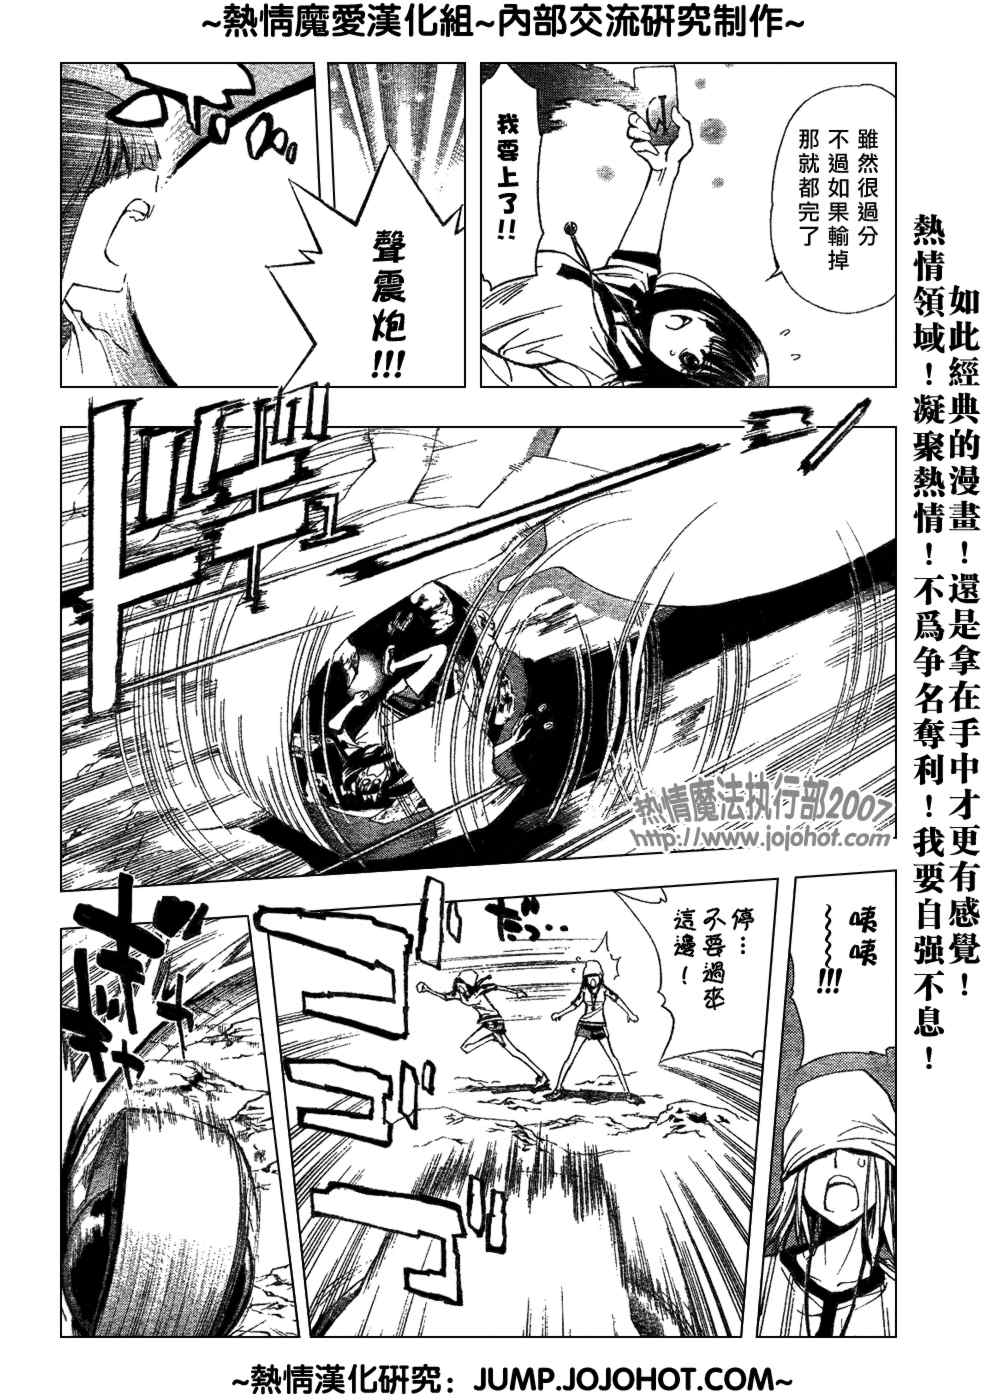 ~熱情魔愛漢化組~內部交流研究制作~
雖然很過分
不過如果輸掉
那就都完了
我要上了!!
聲震炮!!!
如此經典的漫畫！還是拿在手中才更有感覺！
熱情領域！凝聚熱情！不爲争名奪利！我要自强不息！
熱情魔法执行部2007
http://www.jojohot.com
咦咦
~~~!!!
停…
不要過來
這邊!
だっ…
ゴゴゴ
~熱情漢化研究：JUMP.JOJOHOT.COM~